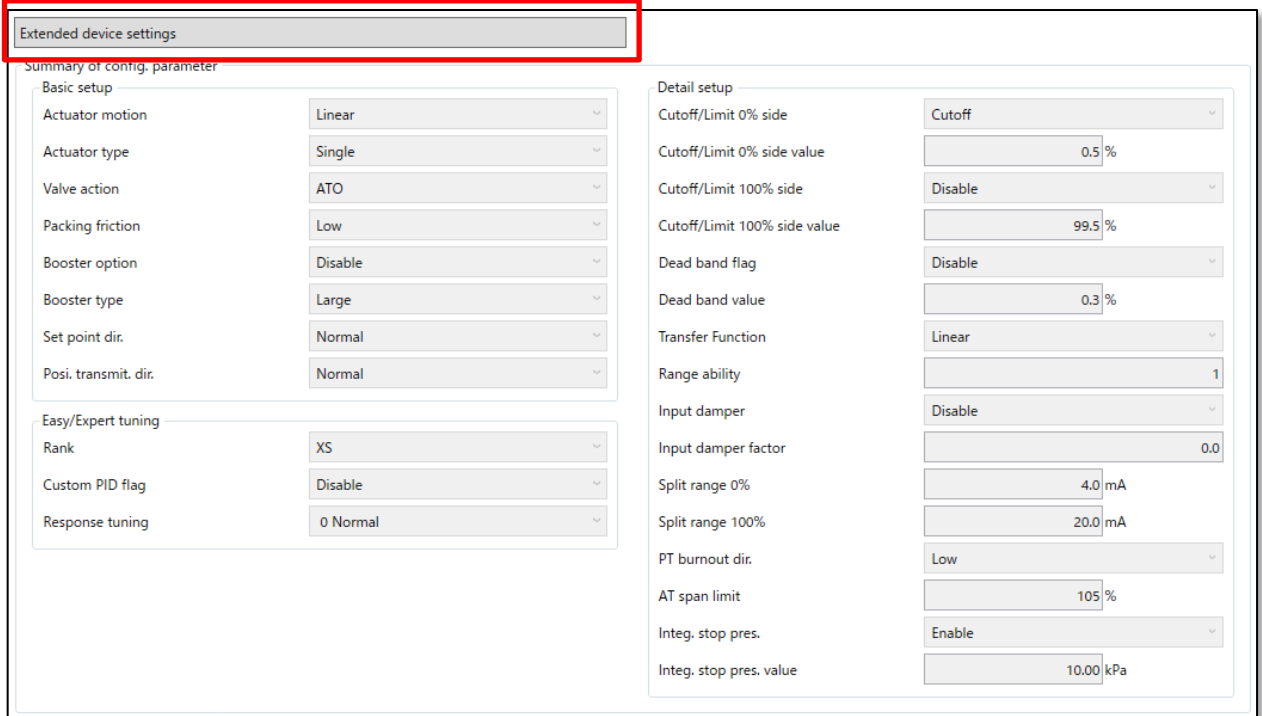 Extended device settings
Summary of config. parameter
Basic setup
Actuator motion Linear
Actuator type Single
Valve action ATO
Packing friction Low
Booster option Disable
Booster type Large
Set point dir. Normal
Posi. transmit. dir. Normal
Easy/Expert tuning
Rank XS
Custom PID flag Disable
Response tuning 0 Normal
Detail setup
Cutoff/Limit 0% side Cutoff
Cutoff/Limit 0% side value 0.5 %
Cutoff/Limit 100% side Disable
Cutoff/Limit 100% side value 99.5 %
Dead band flag Disable
Dead band value 0.3 %
Transfer Function Linear
Range ability 1
Input damper Disable
Input damper factor 0.0
Split range 0% 4.0 mA
Split range 100% 20.0 mA
PT burnout dir. Low
AT span limit 105 %
Integ. stop pres. Enable
Integ. stop pres. value 10.00 kPa